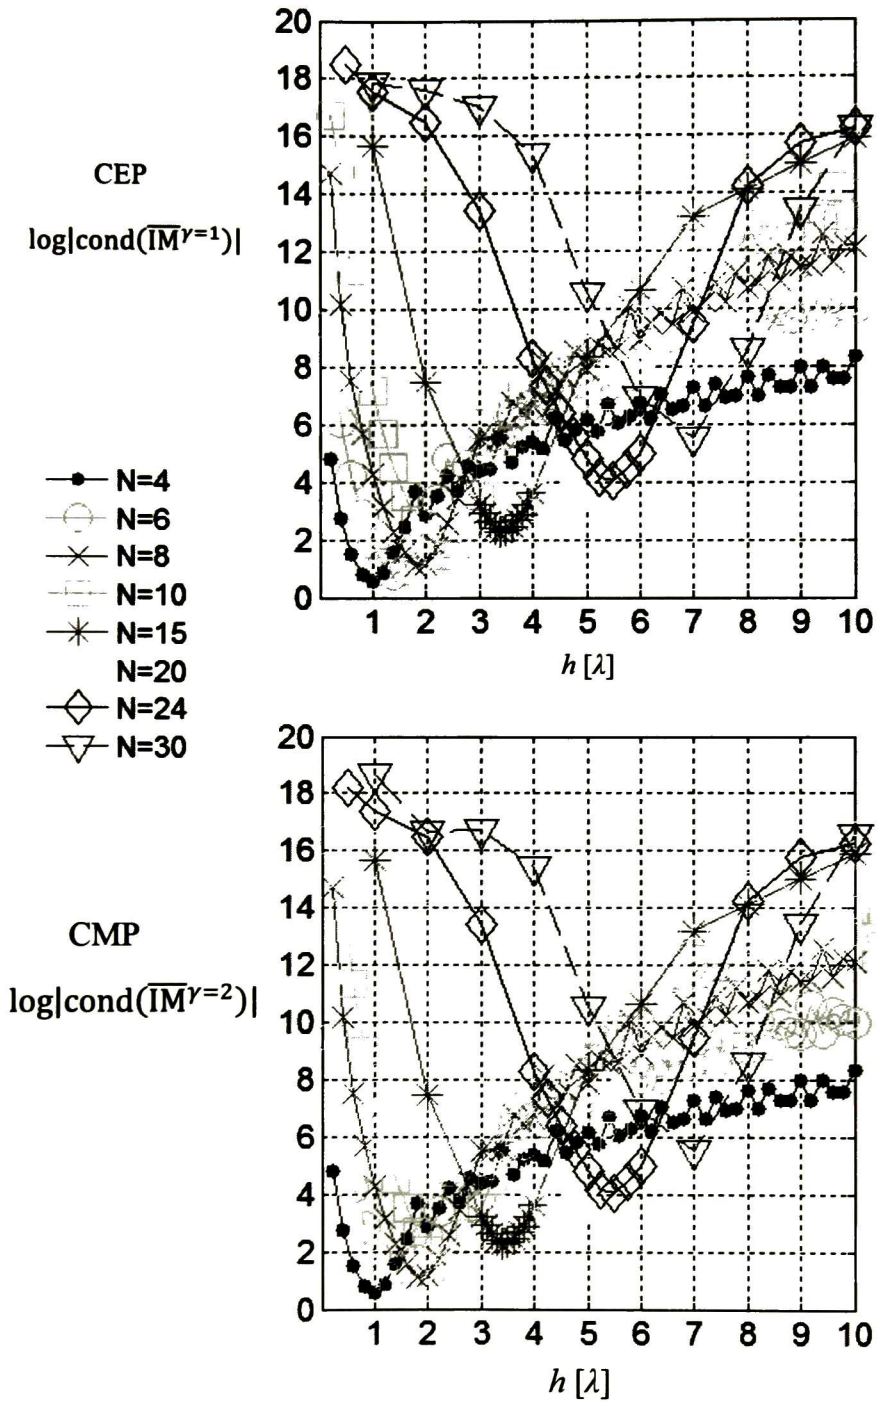 20
18
16
14
12
10
8
6
4
2
0
CEP
log|cond(\overline{IM}^{γ=1})|
1 2 3 4 5 6 7 8 9 10
h [λ]
N=4
N=6
N=8
N=10
N=15
N=20
N=24
N=30
20
18
16
14
12
10
8
6
4
2
0
CMP
log|cond(\overline{IM}^{γ=2})|
1 2 3 4 5 6 7 8 9 10
h [λ]